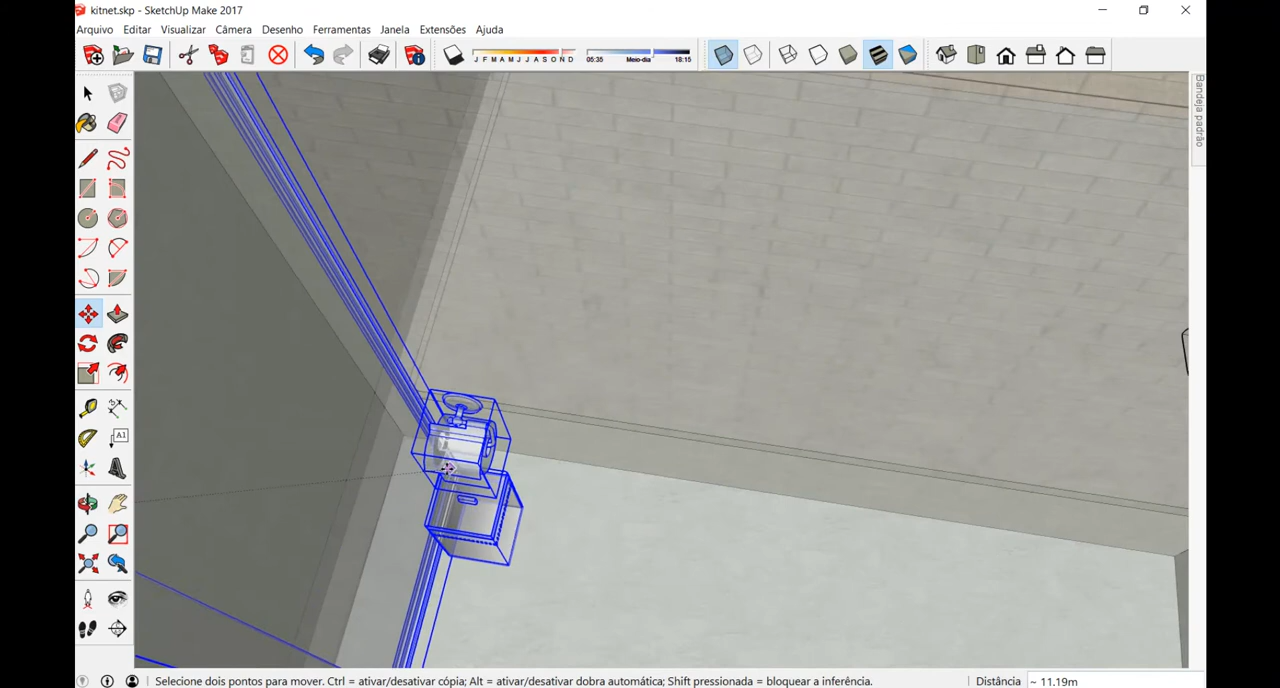 kitnet.skp - SketchUp Make 2017
Arquivo Editar Visualizar Câmera Desenho Ferramentas Janela Extensões Ajuda
J F M A M J J A S O N D 05:35 Meio-dia 18:15
Bandeja padrão
A1
Selecione dois pontos para mover. Ctrl = ativar/desativar cópia; Alt = ativar/desativar dobra automática; Shift pressionada = bloquear a inferência. Distância ~ 11.19m